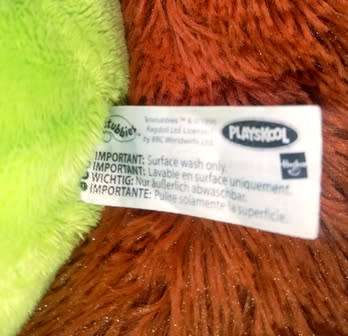 Teletubbies ™ & © 1996
Ragdoll Ltd Licensed
by BBC Worldwide Ltd.
PLAYSKOOL
Hasbro
IMPORTANT: Surface wash only.
IMPORTANT: Lavable en surface uniquement.
WICHTIG: Nur äußerlich abwaschbar.
IMPORTANTE: Pulire solamente la superficie.